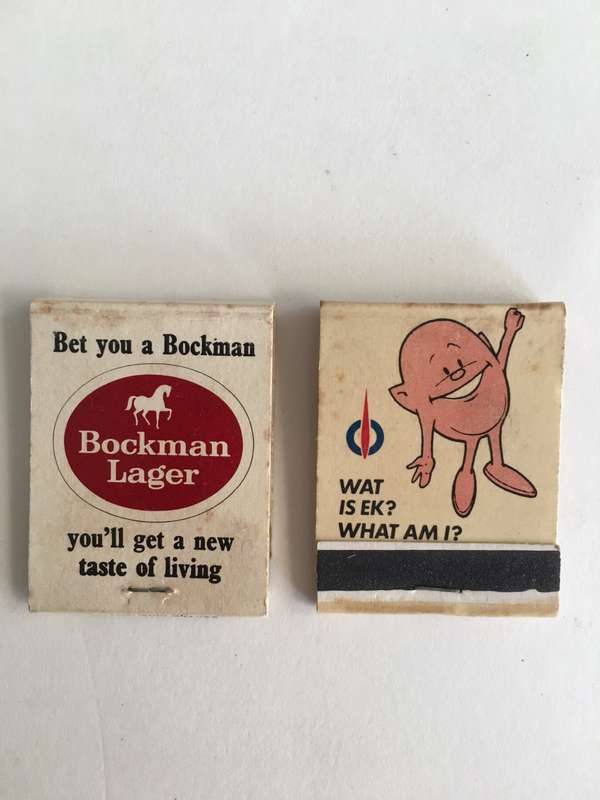 Bet you a Bockman
Bockman
Lager
you'll get a new
taste of living
WAT
IS EK?
WHAT AM I?